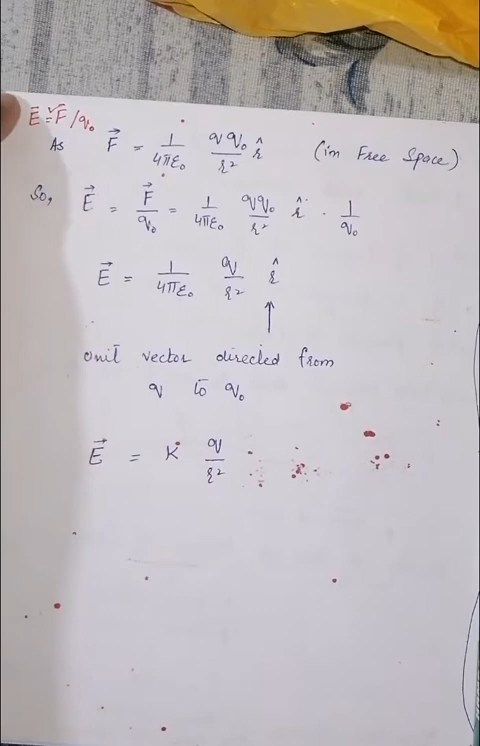 E⃗ = F⃗ / q₀
As F⃗ = 1/4πε₀ qq₀/r² r̂ (in Free Space)
So, E⃗ = F⃗/q₀ = 1/4πε₀ qq₀/r² r̂ · 1/q₀
E⃗ = 1/4πε₀ q/r² r̂
↑
unit vector directed from
q to q₀
E⃗ = K q/r²